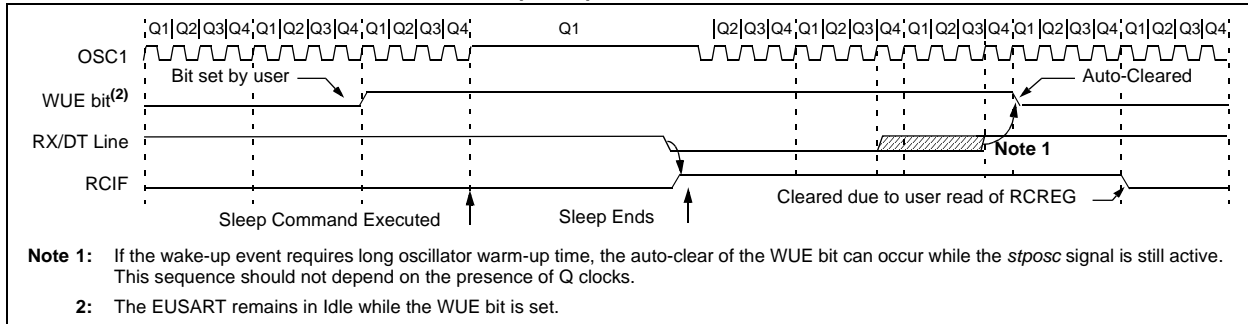 Q1 Q2 Q3 Q4 Q1 Q2 Q3 Q4 Q1 Q2 Q3 Q4 Q1 Q2 Q3 Q4 Q1 Q2 Q3 Q4 Q1 Q2 Q3 Q4 Q1 Q2 Q3 Q4 Q1 Q2 Q3 Q4
OSC1
Bit set by user
Auto-Cleared
WUE bit(2)
RX/DT Line
Note 1
RCIF
Cleared due to user read of RCREG
Sleep Command Executed
Sleep Ends
Note 1: If the wake-up event requires long oscillator warm-up time, the auto-clear of the WUE bit can occur while the stposc signal is still active.
This sequence should not depend on the presence of Q clocks.
2: The EUSART remains in Idle while the WUE bit is set.